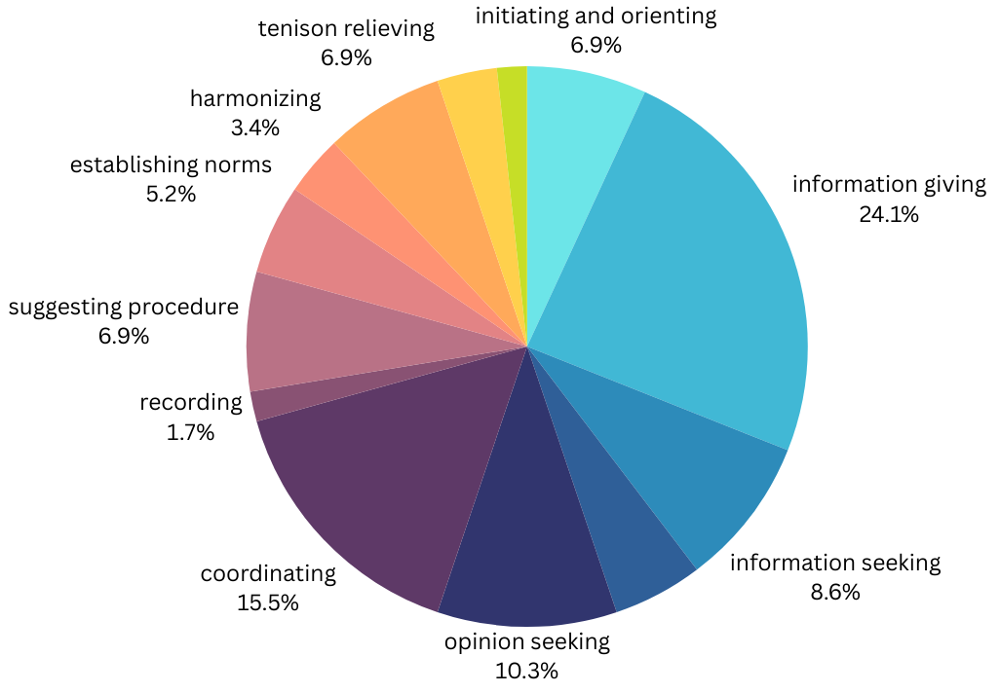 initiating and orienting
6.9%
tenison relieving
6.9%
harmonizing
3.4%
establishing norms
5.2%
information giving
24.1%
suggesting procedure
6.9%
recording
1.7%
information seeking
8.6%
coordinating
15.5%
opinion seeking
10.3%